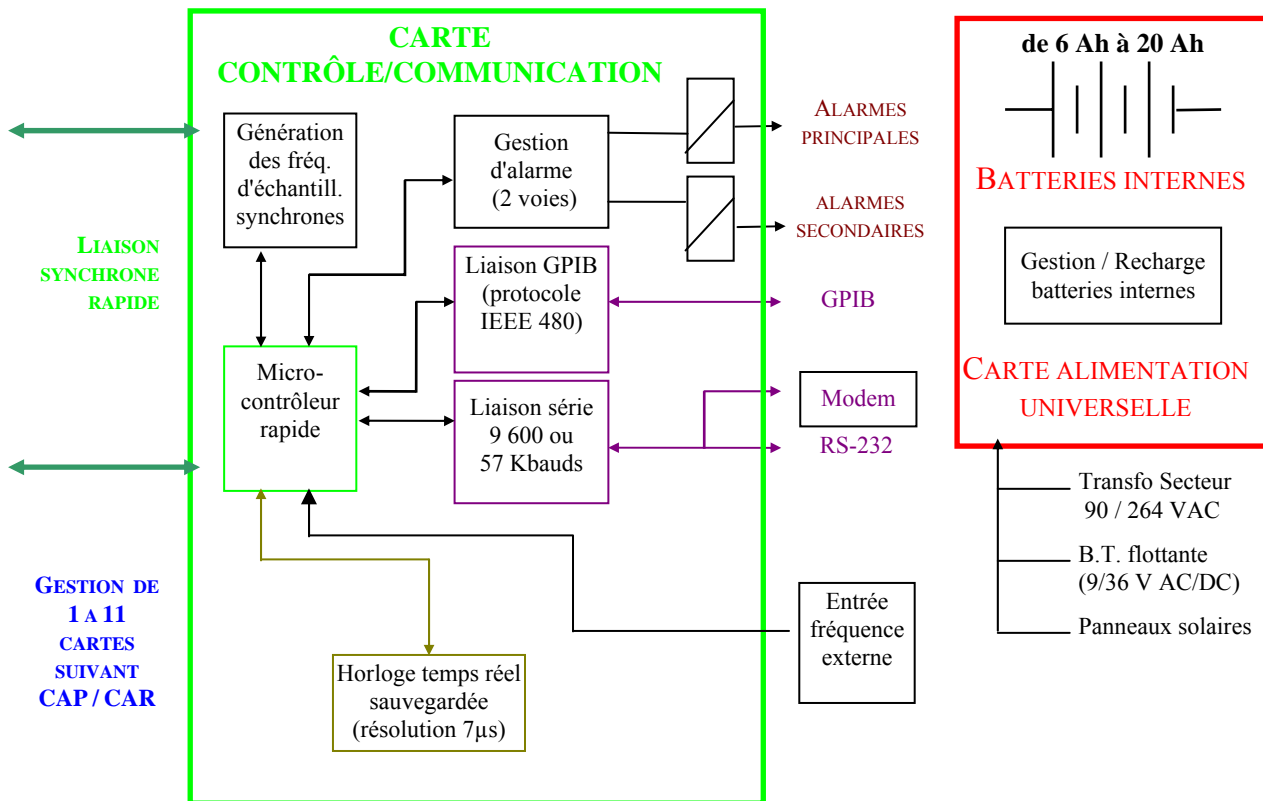 CARTE
CONTRÔLE/COMMUNICATION
Génération
des fréq.
d'échantill.
synchrones
Gestion
d'alarme
(2 voies)
ALARMES
PRINCIPALES
ALARMES
SECONDAIRES
LIAISON
SYNCHRONE
RAPIDE
Liaison GPIB
(protocole
IEEE 480)
GPIB
Micro-
contrôleur
rapide
Liaison série
9 600 ou
57 Kbauds
Modem
RS-232
GESTION DE
1 A 11
CARTES
SUIVANT
CAP / CAR
Horloge temps réel
sauvegardée
(résolution 7µs)
Entrée
fréquence
externe
de 6 Ah à 20 Ah
BATTERIES INTERNES
Gestion / Recharge
batteries internes
CARTE ALIMENTATION
UNIVERSELLE
Transfo Secteur
90 / 264 VAC
B.T. flottante
(9/36 V AC/DC)
Panneaux solaires